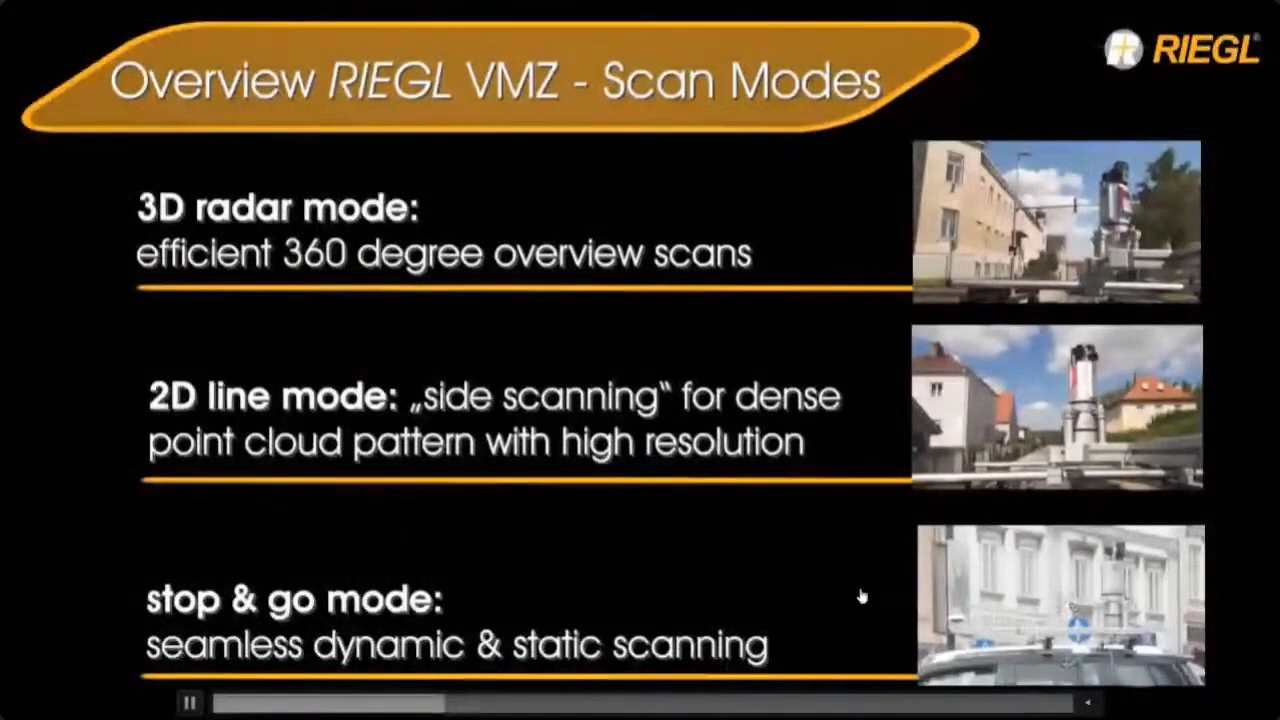 Overview RIEGL VMZ - Scan Modes
RIEGL®
3D radar mode:
efficient 360 degree overview scans
2D line mode: „side scanning“ for dense
point cloud pattern with high resolution
stop & go mode:
seamless dynamic & static scanning